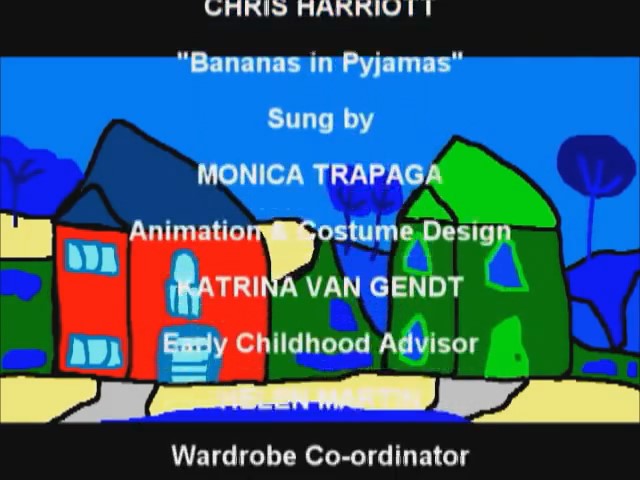 CHRIS HARRIOTT
"Bananas in Pyjamas"
Sung by
MONICA TRAPAGA
Animation & Costume Design
KATRINA VAN GENDT
Early Childhood Advisor
HELEN MARTIN
Wardrobe Co-ordinator